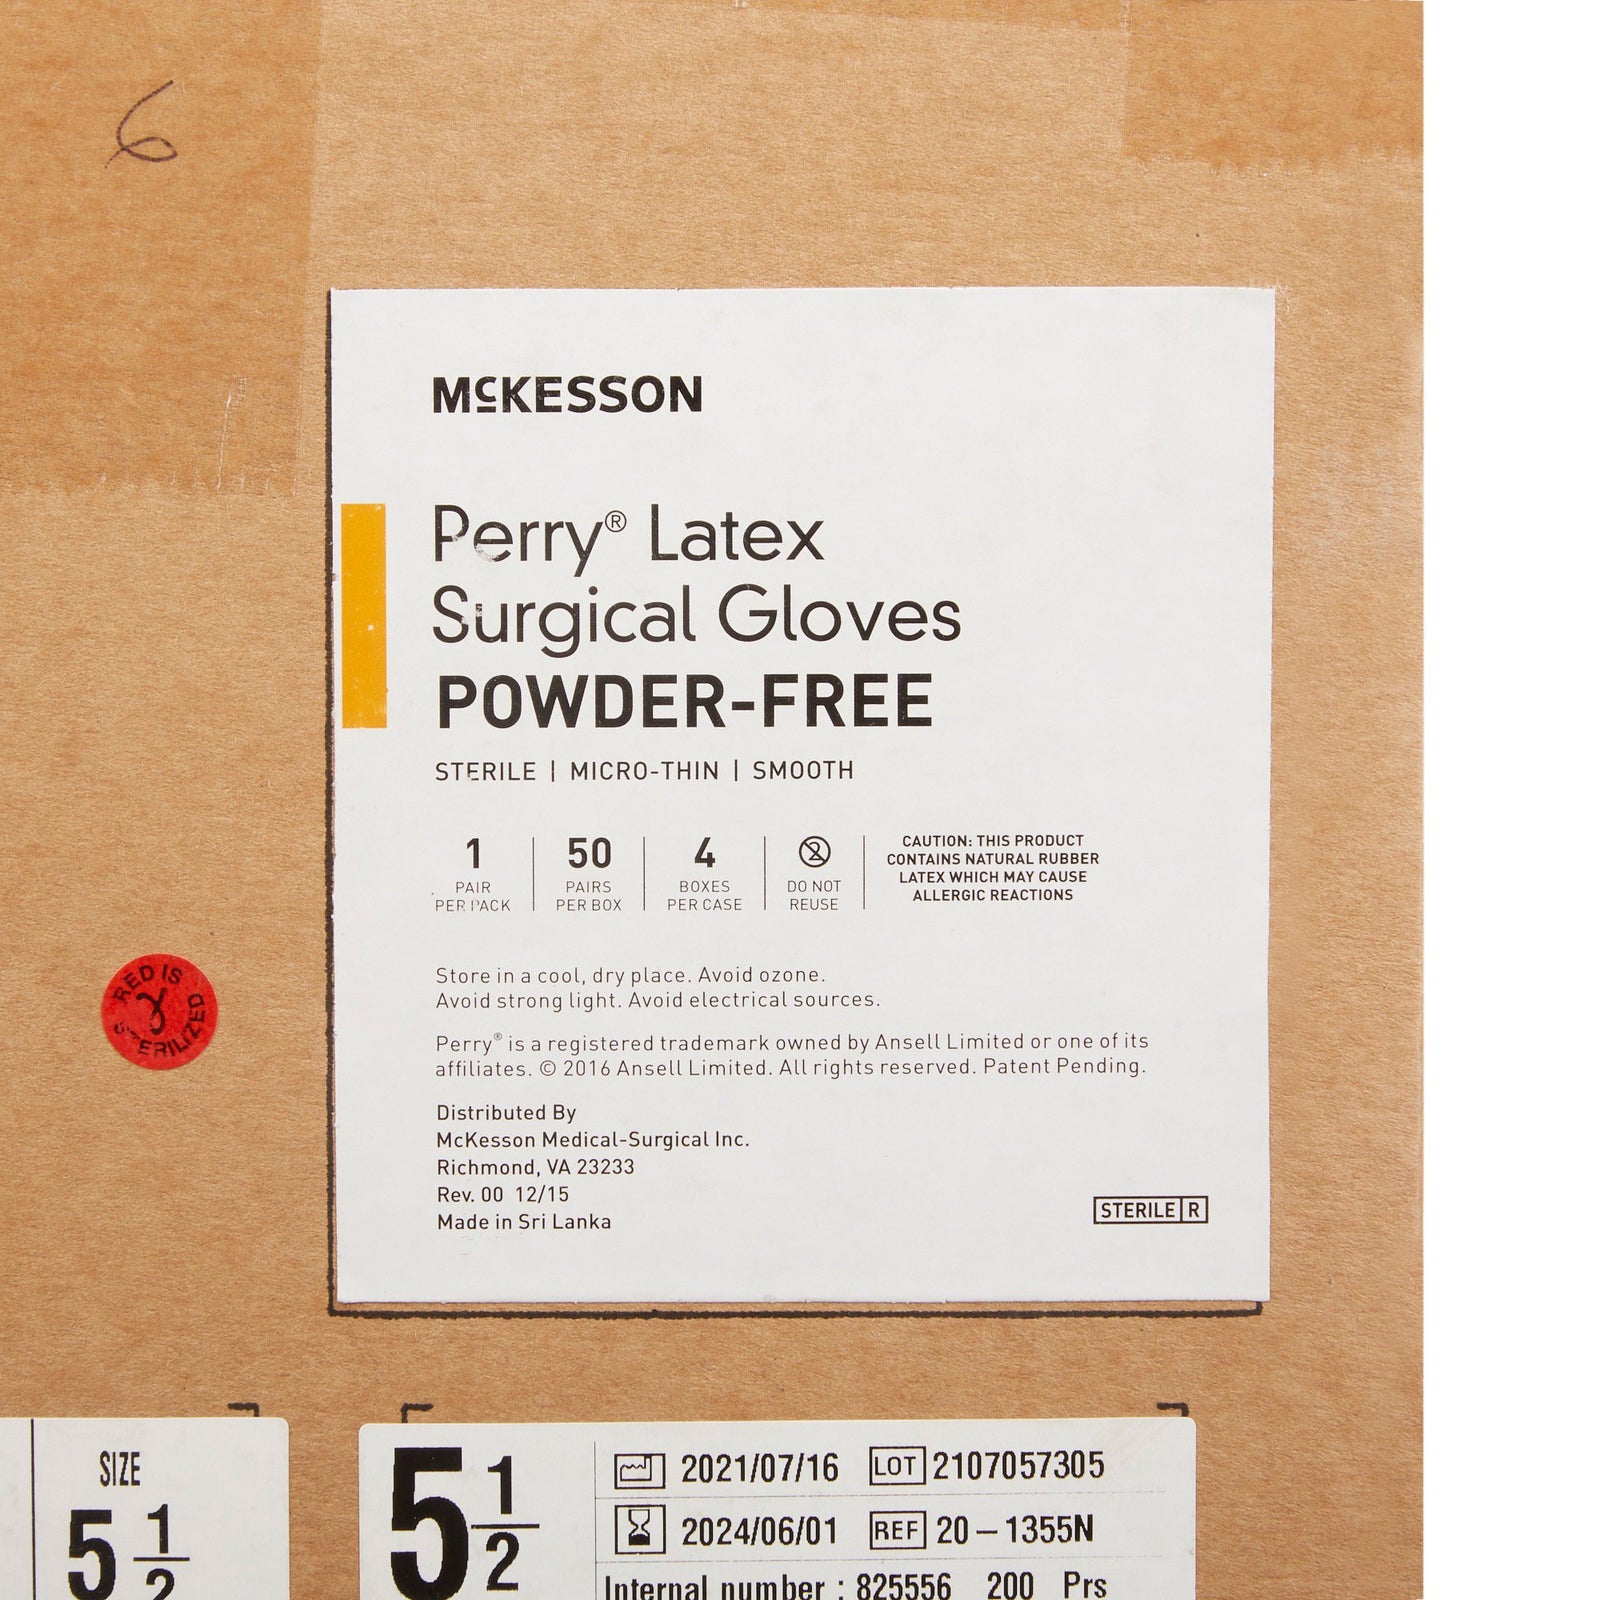 6
McKESSON
Perry® Latex
Surgical Gloves
POWDER-FREE
STERILE | MICRO-THIN | SMOOTH
1
PAIR
PER PACK
50
PAIRS
PER BOX
4
BOXES
PER CASE
2
DO NOT
REUSE
CAUTION: THIS PRODUCT
CONTAINS NATURAL RUBBER
LATEX WHICH MAY CAUSE
ALLERGIC REACTIONS
RED IS
STERILIZED
Store in a cool, dry place. Avoid ozone.
Avoid strong light. Avoid electrical sources.
Perry® is a registered trademark owned by Ansell Limited or one of its
affiliates. © 2016 Ansell Limited. All rights reserved. Patent Pending.
Distributed By
McKesson Medical-Surgical Inc.
Richmond, VA 23233
Rev. 00 12/15
Made in Sri Lanka
STERILE R
SIZE
5 1/2
5 1/2
2021/07/16 LOT 2107057305
2024/06/01 REF 20-1355N
Internal number : 825556 200 Prs